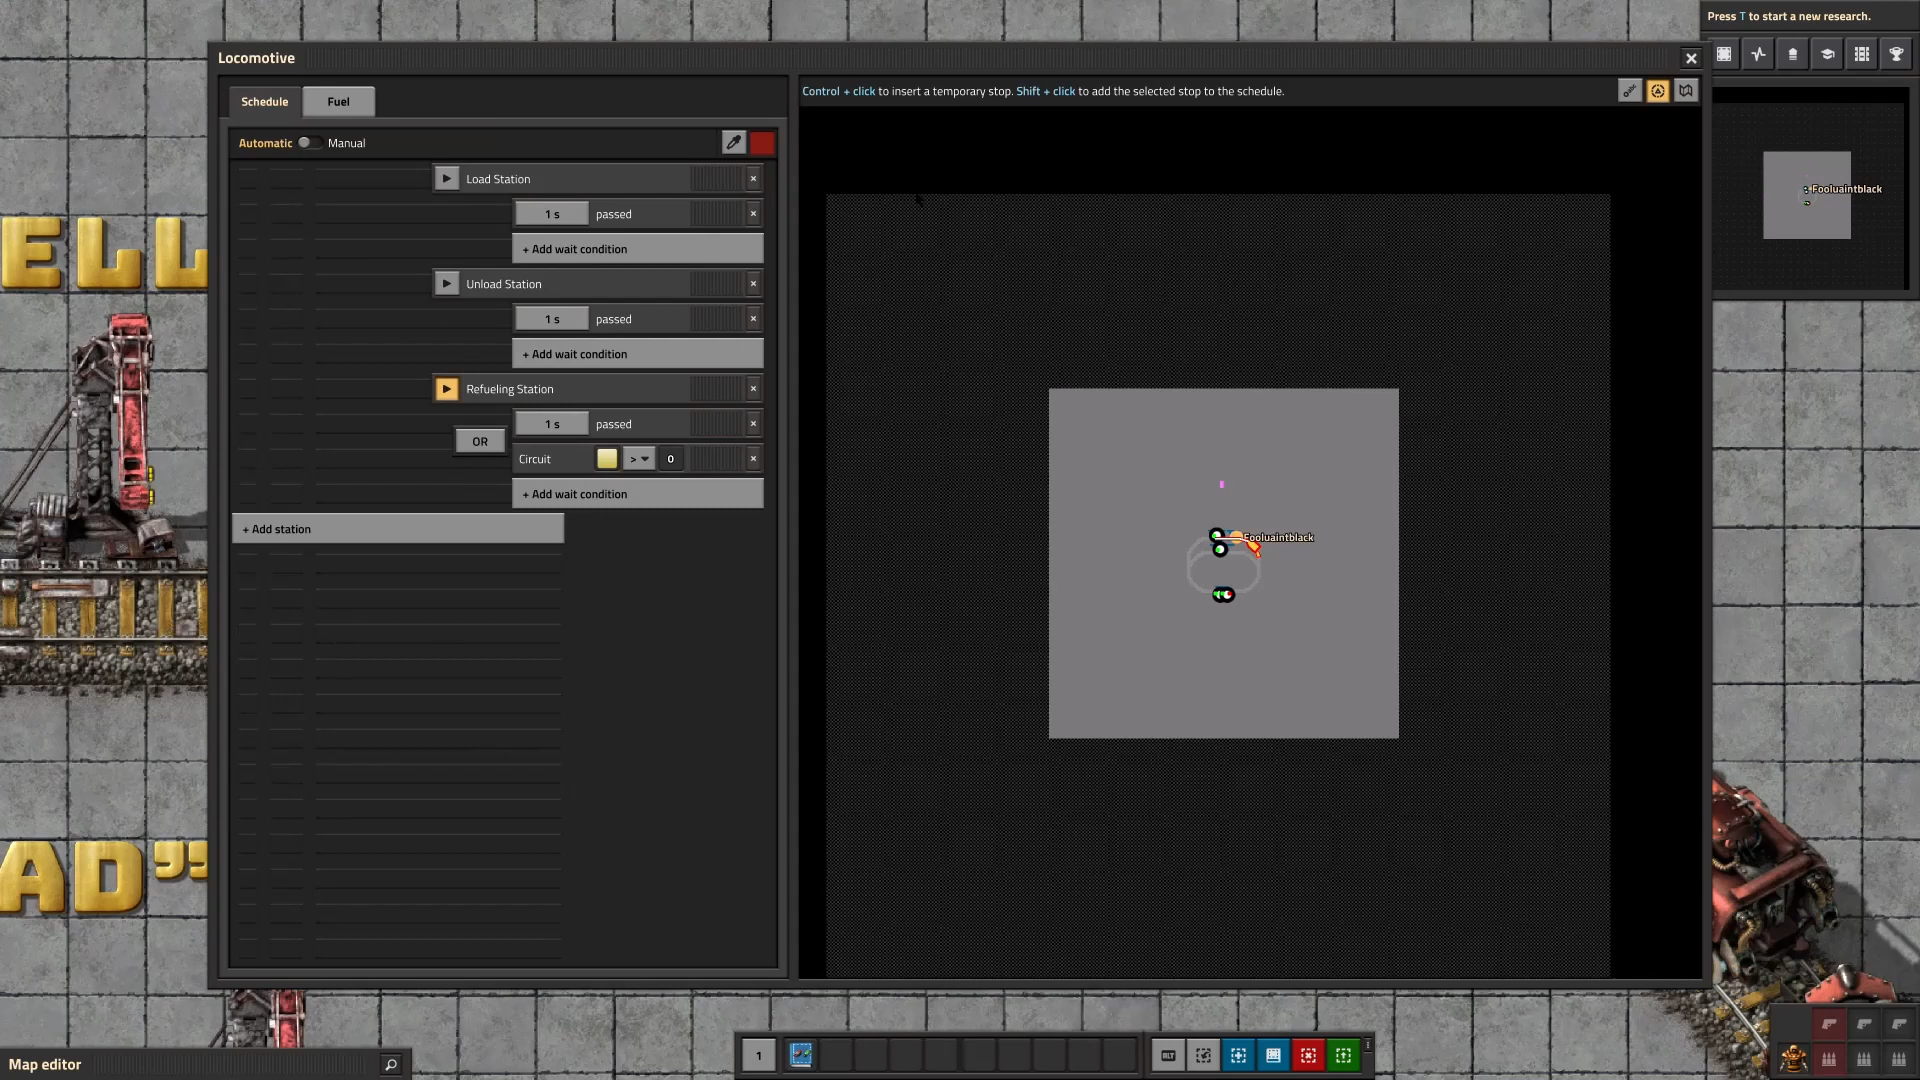 Press T to start a new research.
Locomotive
Schedule
Fuel
Control + click to insert a temporary stop. Shift + click to add the selected stop to the schedule.
Automatic
Manual
Load Station
1 s passed
+ Add wait condition
Unload Station
1 s passed
+ Add wait condition
Refueling Station
1 s passed
OR
Circuit > 0
+ Add wait condition
+ Add station
Fooluaintblack
Fooluaintblack
ELL
AD”
Map editor
1
ALT